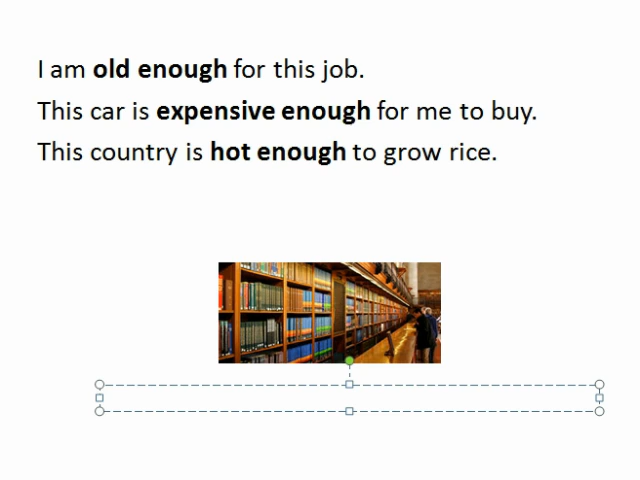 I am old enough for this job.
This car is expensive enough for me to buy.
This country is hot enough to grow rice.